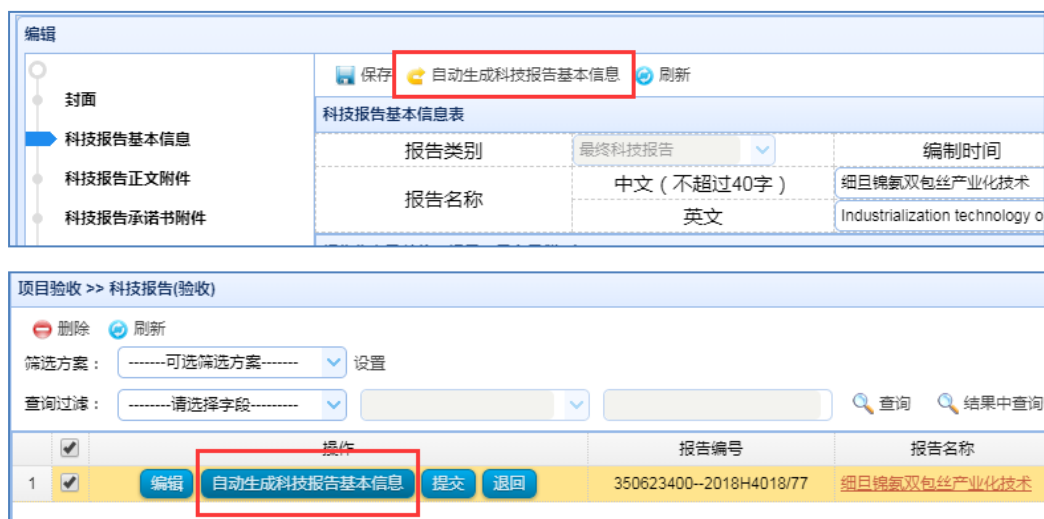 编辑
保存 自动生成科技报告基本信息 刷新
封面
科技报告基本信息表
科技报告基本信息
报告类别 最终科技报告 编制时间
科技报告正文附件
报告名称 中文（不超过40字） 细旦锦氨双包丝产业化技术
科技报告承诺书附件
英文 Industrialization technology o
项目验收 >> 科技报告(验收)
删除 刷新
筛选方案： -------可选筛选方案------- 设置
查询过滤： --------请选择字段--------- 查询 结果中查询
操作 报告编号 报告名称
1 编辑 自动生成科技报告基本信息 提交 退回 350623400--2018H4018/77 细旦锦氨双包丝产业化技术